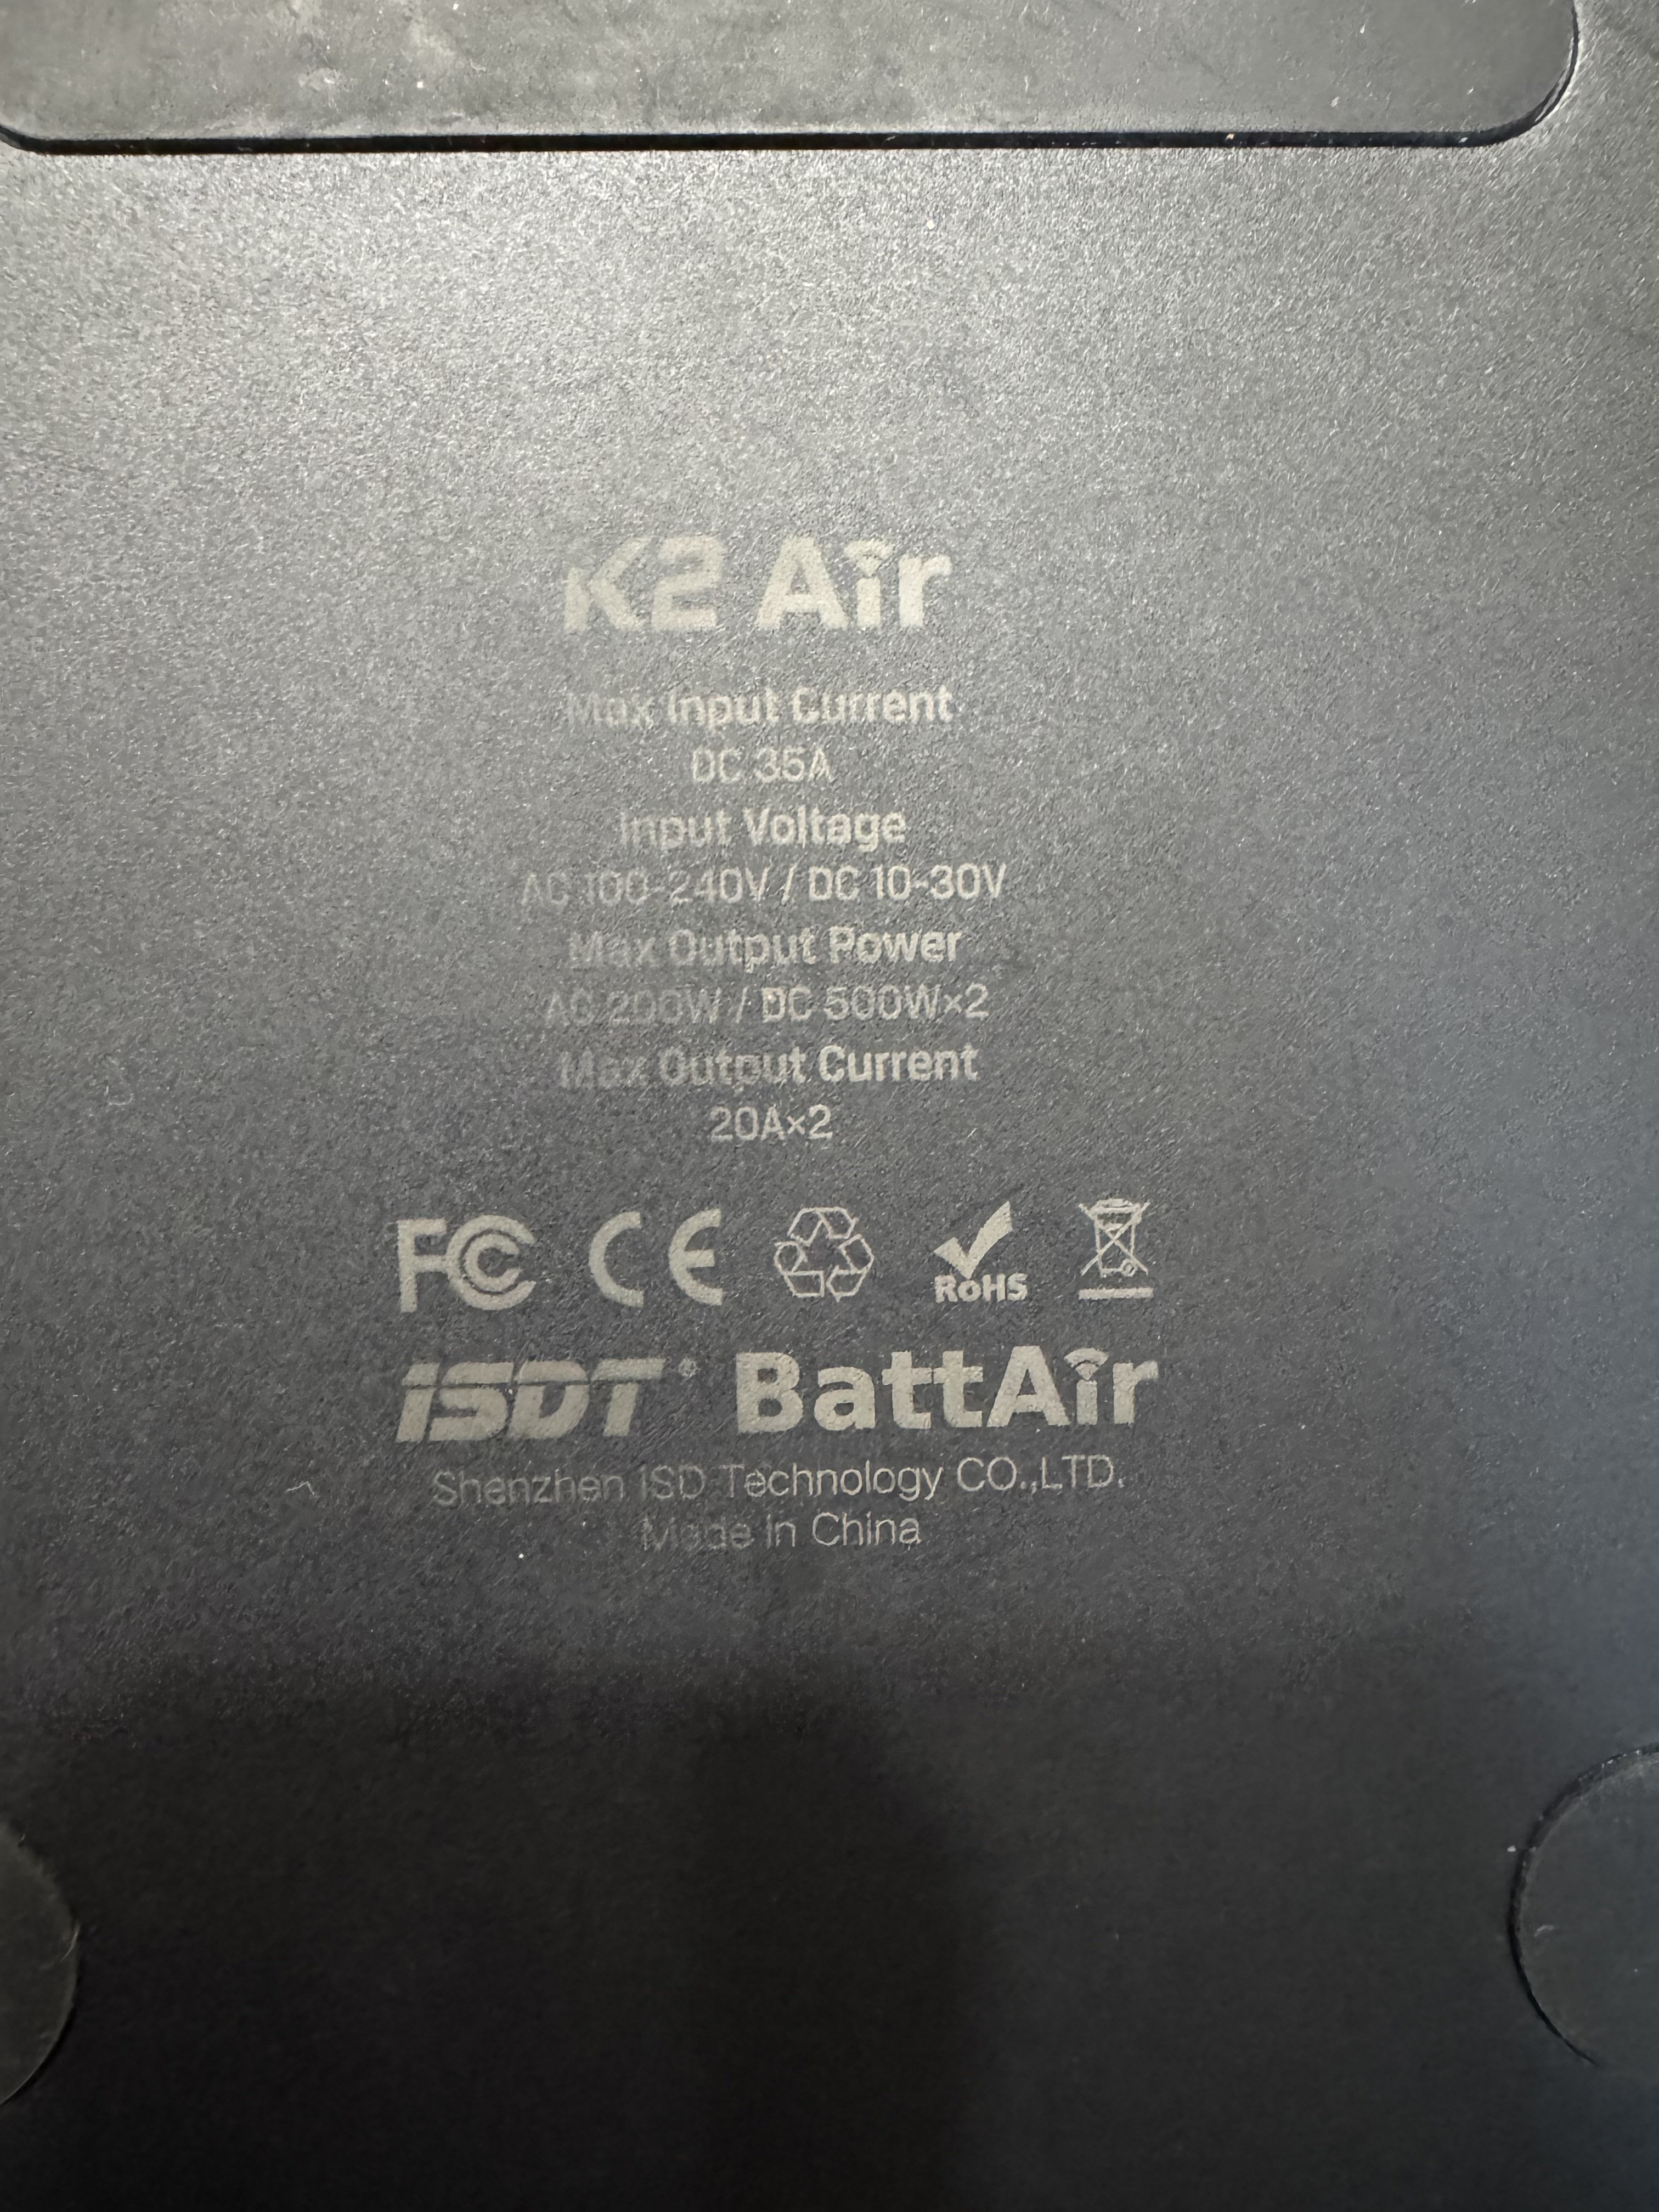 K2 Air
Max Input Current
DC 35A
Input Voltage
AC 100-240V / DC 10-30V
Max Output Power
AC 200W / DC 500W×2
Max Output Current
20A×2
FC CE RoHS
ISDT® BattAir
Shenzhen ISD Technology CO.,LTD.
Made in China